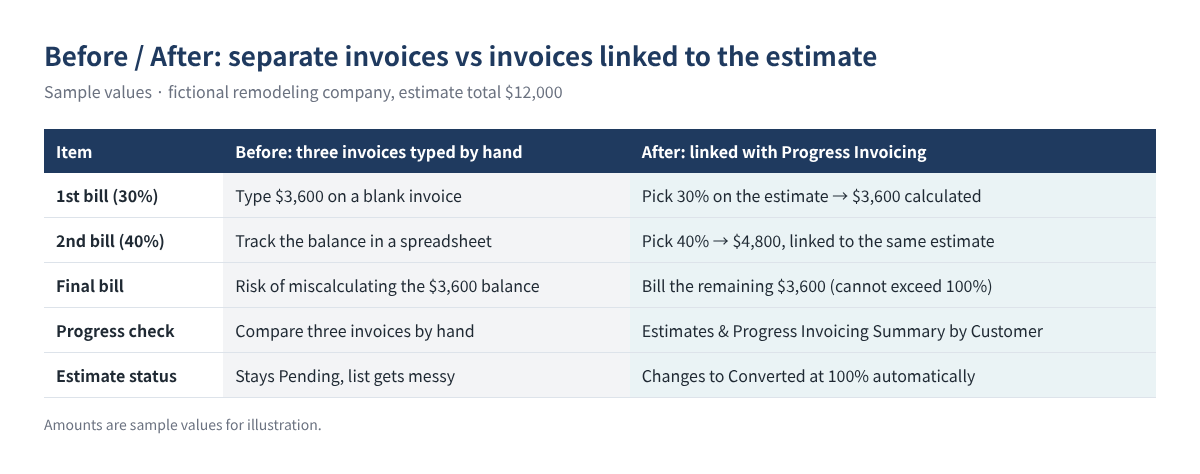 Before / After: separate invoices vs invoices linked to the estimate
Sample values · fictional remodeling company, estimate total $12,000
Item Before: three invoices typed by hand After: linked with Progress Invoicing
1st bill (30%) Type $3,600 on a blank invoice Pick 30% on the estimate → $3,600 calculated
2nd bill (40%) Track the balance in a spreadsheet Pick 40% → $4,800, linked to the same estimate
Final bill Risk of miscalculating the $3,600 balance Bill the remaining $3,600 (cannot exceed 100%)
Progress check Compare three invoices by hand Estimates & Progress Invoicing Summary by Customer
Estimate status Stays Pending, list gets messy Changes to Converted at 100% automatically
Amounts are sample values for illustration.